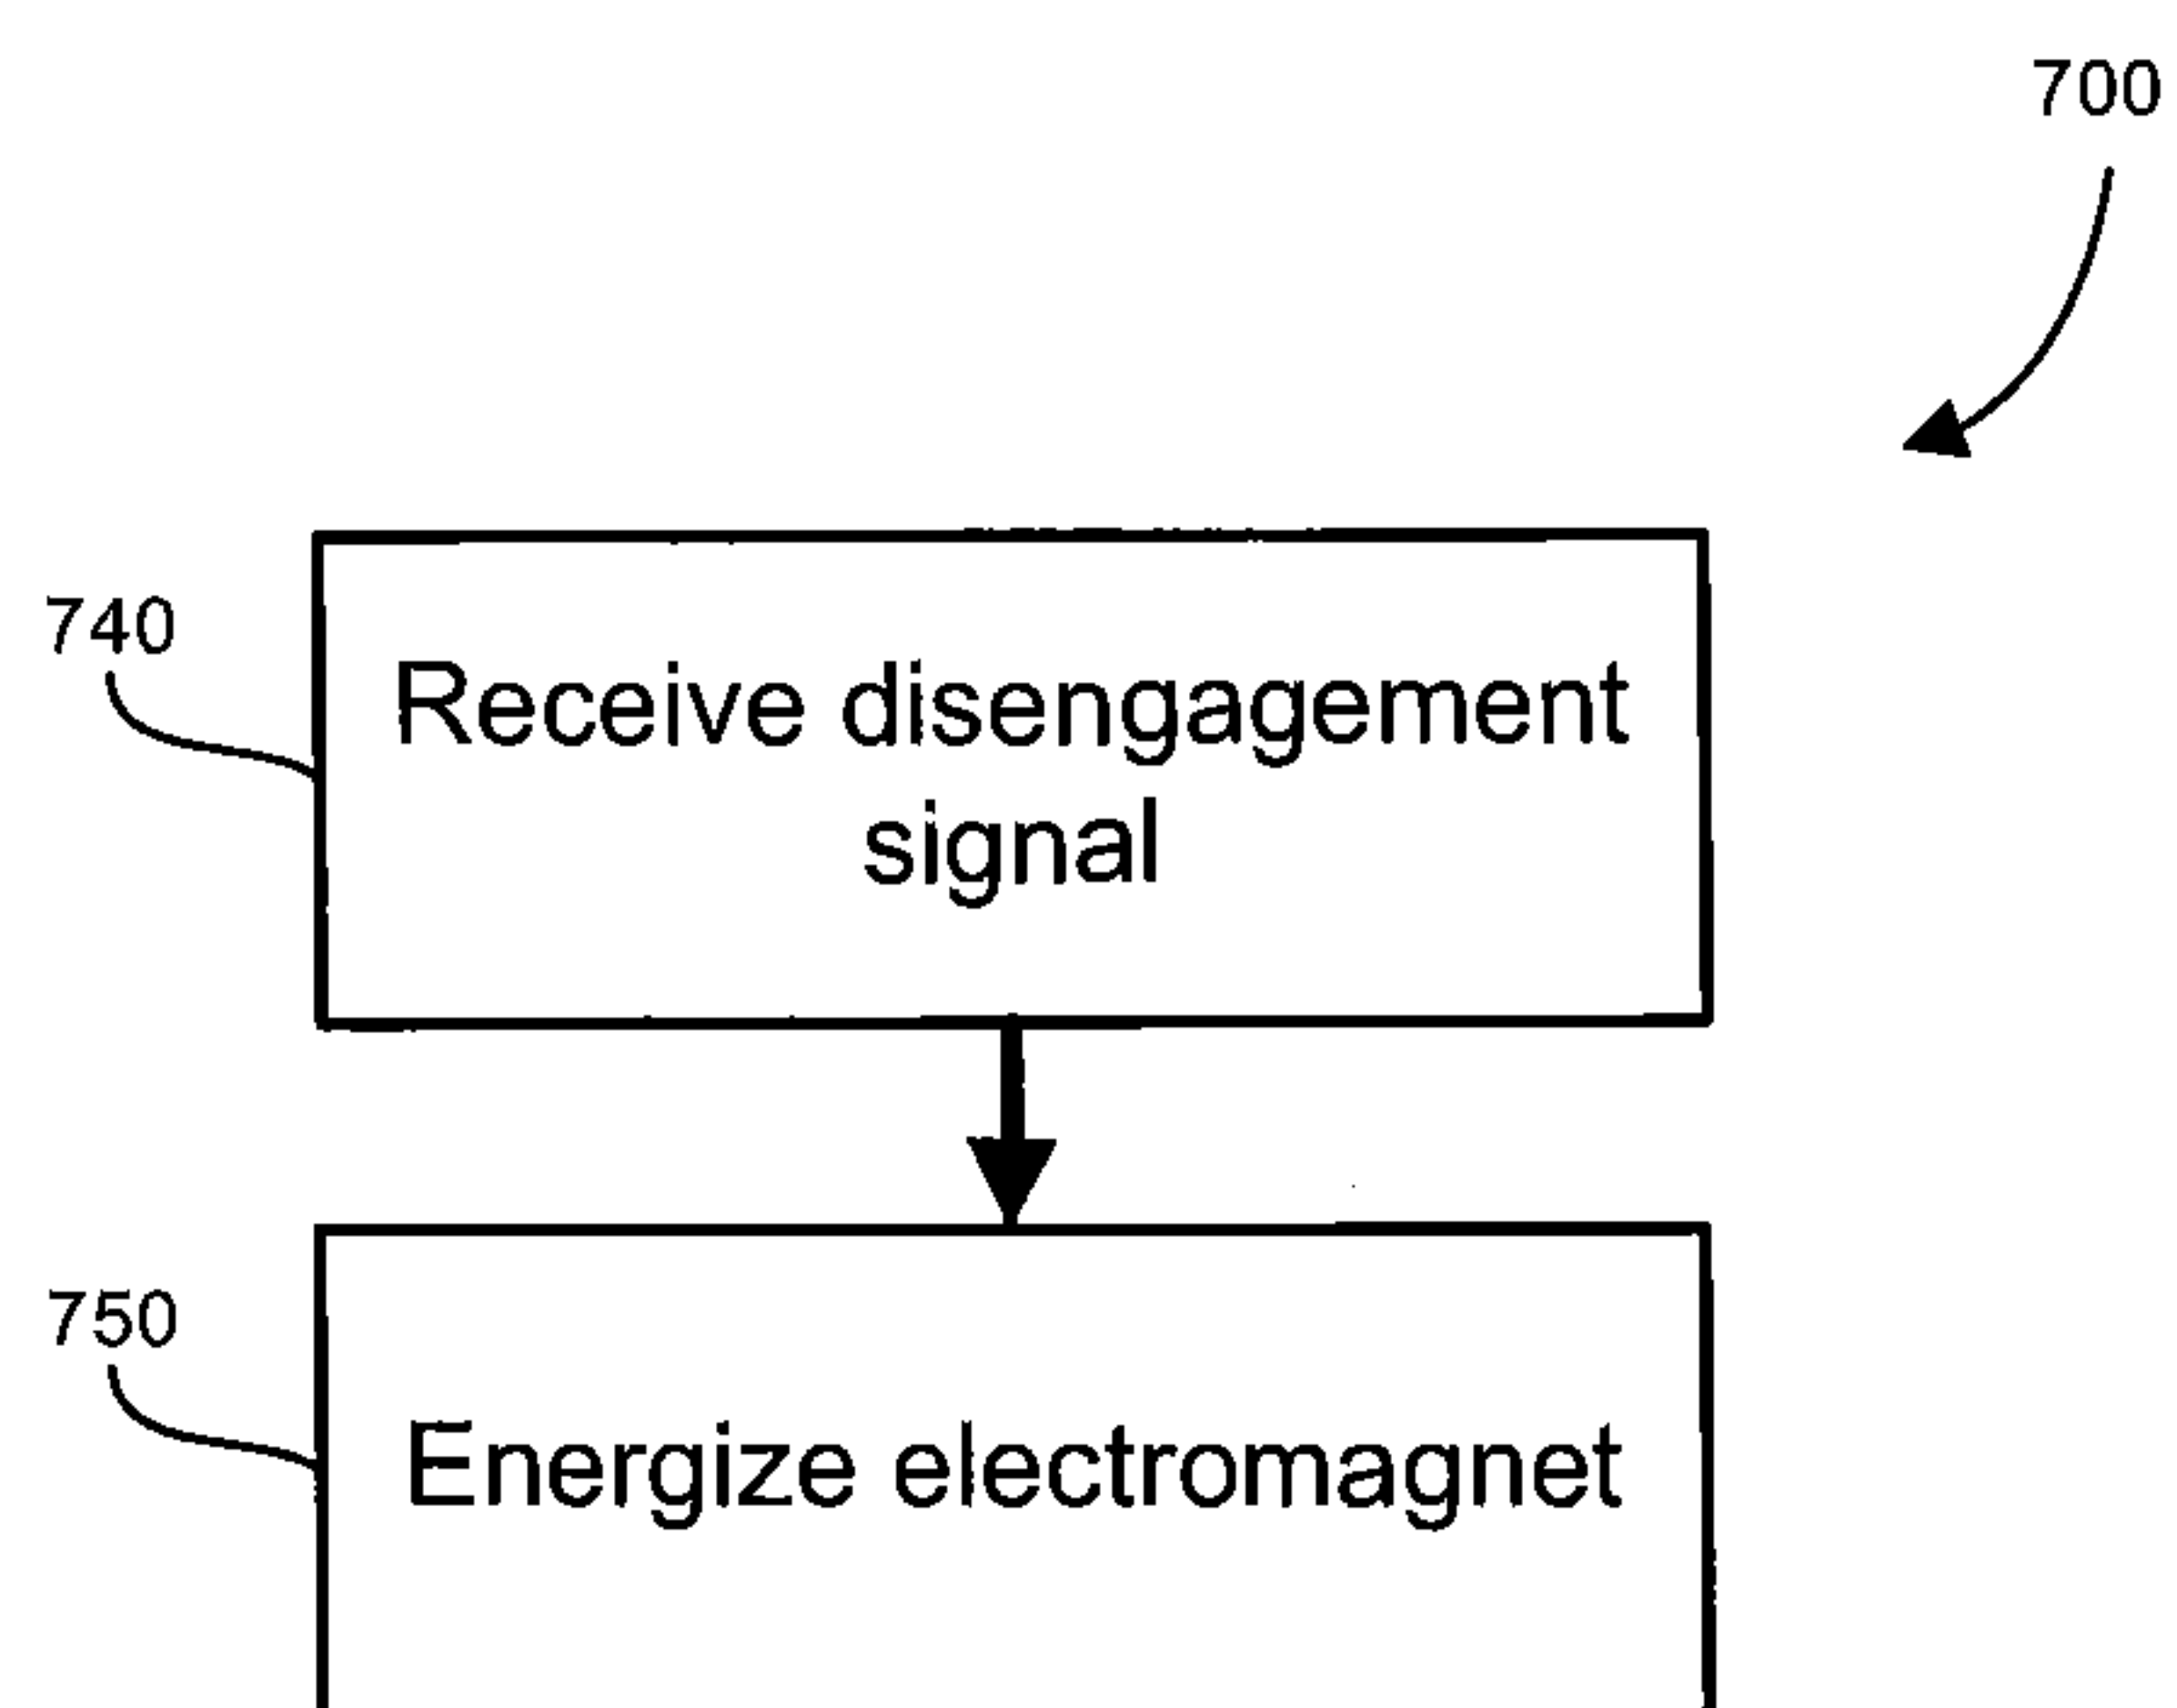 700
740
Receive disengagement
signal
750
Energize electromagnet